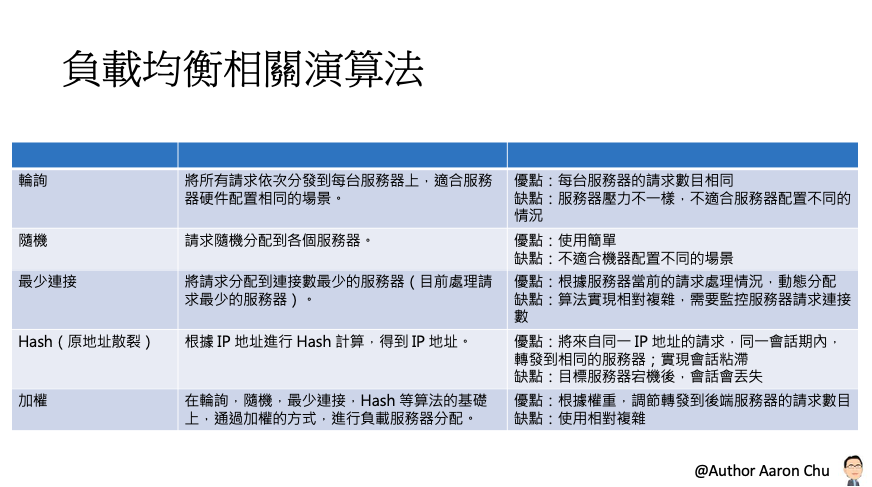 負載均衡相關演算法
輪詢
將所有請求依次分發到每台服務器上，適合服務
器硬件配置相同的場景。
優點：每台服務器的請求數目相同
缺點：服務器壓力不一樣，不適合服務器配置不同的
情況
隨機
請求隨機分配到各個服務器。
優點：使用簡單
缺點：不適合機器配置不同的場景
最少連接
將請求分配到連接數最少的服務器（目前處理請
求最少的服務器）。
優點：根據服務器當前的請求處理情況，動態分配
缺點：算法實現相對複雜，需要監控服務器請求連接
數
Hash（原地址散裂）
根據 IP 地址進行 Hash 計算，得到 IP 地址。
優點：將來自同一 IP 地址的請求，同一會話期內，
轉發到相同的服務器；實現會話粘滯
缺點：目標服務器宕機後，會話會丟失
加權
在輪詢，隨機，最少連接，Hash 等算法的基礎
上，通過加權的方式，進行負載服務器分配。
優點：根據權重，調節轉發到後端服務器的請求數目
缺點：使用相對複雜
@Author Aaron Chu